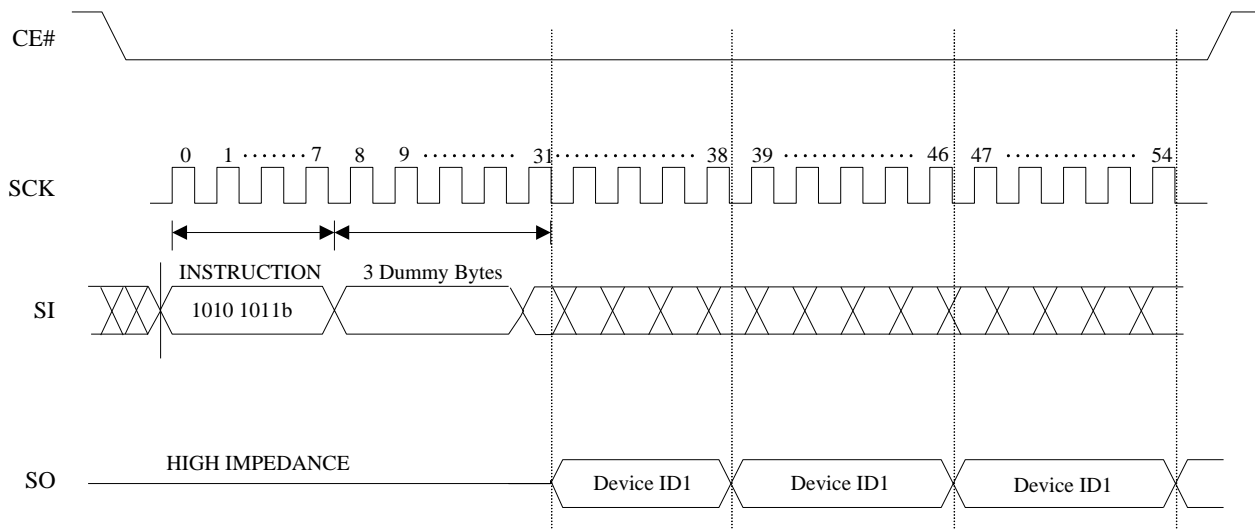 CE#
0 1 ....... 7 8 9 .......... 31 ............... 38 39 ............... 46 47 ............... 54
SCK
INSTRUCTION 3 Dummy Bytes
SI 1010 1011b
HIGH IMPEDANCE
SO Device ID1 Device ID1 Device ID1